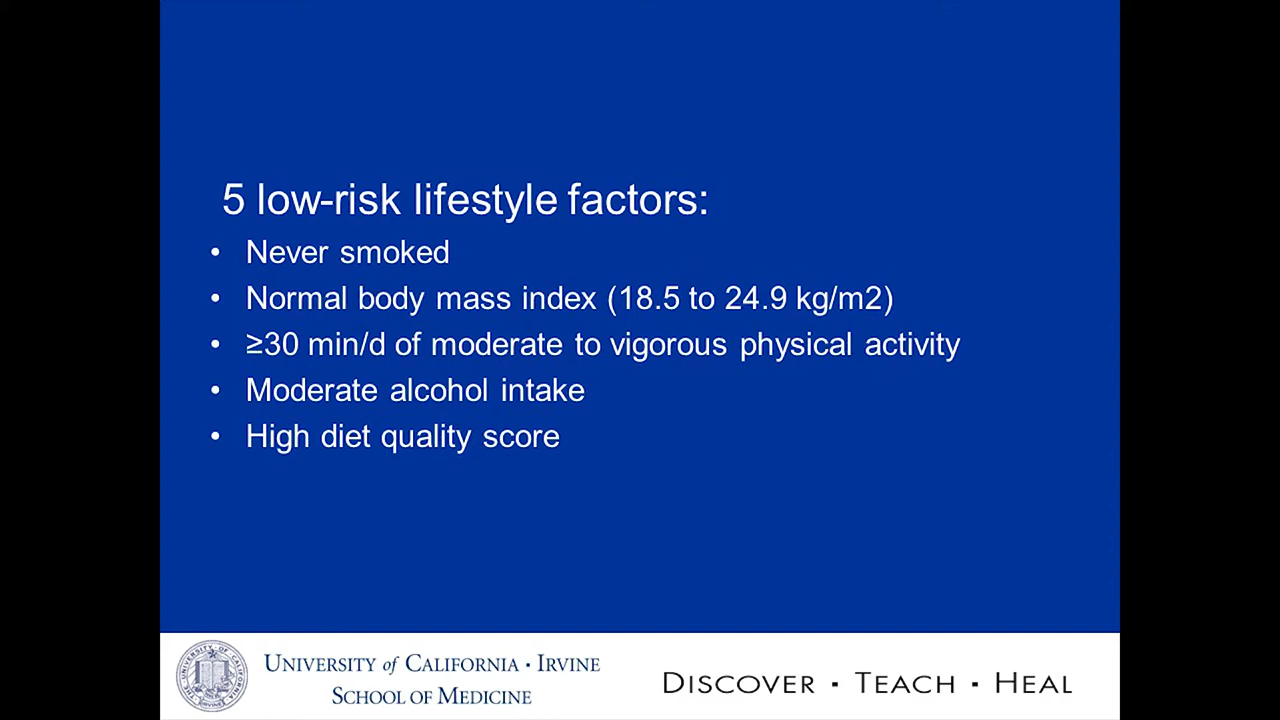 5 low-risk lifestyle factors:
• Never smoked
• Normal body mass index (18.5 to 24.9 kg/m2)
• ≥30 min/d of moderate to vigorous physical activity
• Moderate alcohol intake
• High diet quality score
UNIVERSITY of CALIFORNIA • IRVINE
SCHOOL OF MEDICINE
DISCOVER ▪ TEACH ▪ HEAL